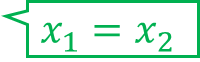 x₁ = x₂